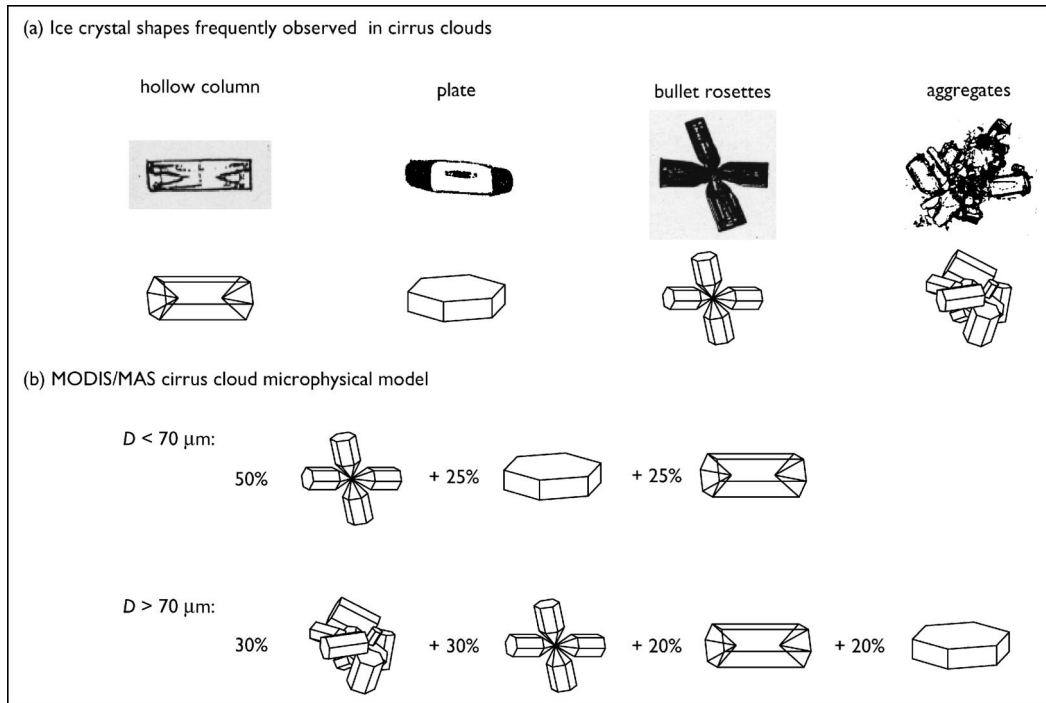 (a) Ice crystal shapes frequently observed in cirrus clouds
hollow column plate bullet rosettes aggregates
(b) MODIS/MAS cirrus cloud microphysical model
D < 70 μm:
50% + 25% + 25%
D > 70 μm:
30% + 30% + 20% + 20%